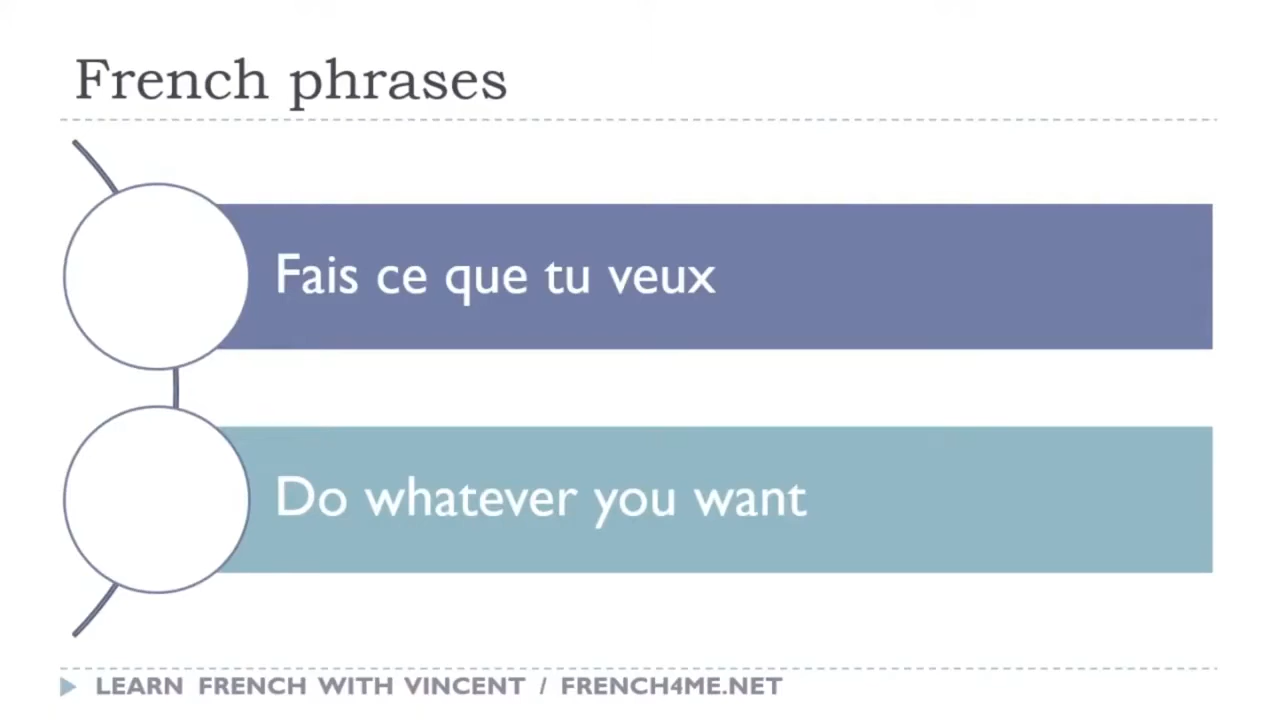 French phrases
Fais ce que tu veux
Do whatever you want
LEARN FRENCH WITH VINCENT / FRENCH4ME.NET